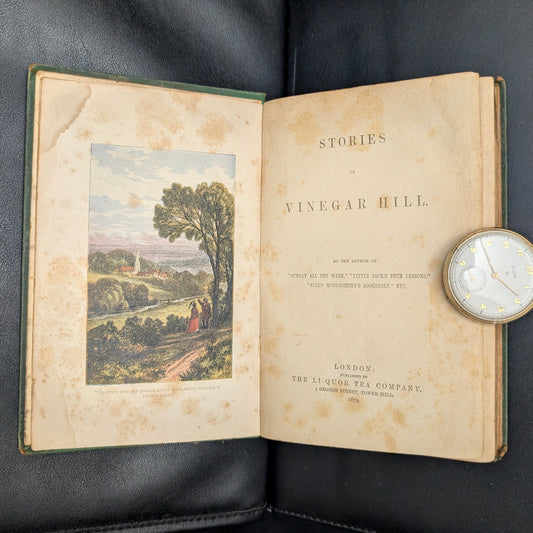 STORIES
OF
VINEGAR HILL.
BY THE AUTHOR OF
"SUNDAY ALL THE WEEK," "LITTLE JACK'S FOUR LESSONS,"
"ELLEN MONTGOMERY'S BOOKSHELF," ETC.
LONDON:
PUBLISHED BY
THE LI-QUOR TEA COMPANY,
GEORGE STREET, TOWER HILL.
1879.